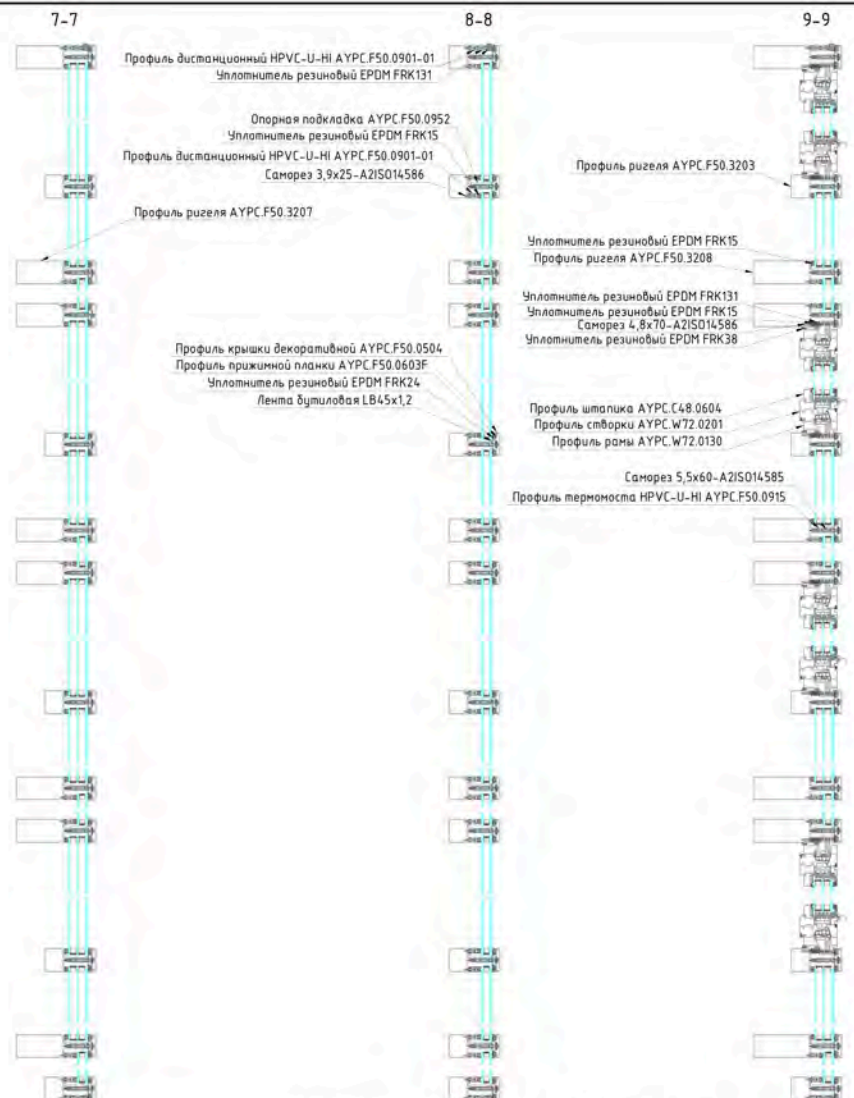 7-7
8-8
9-9
Профиль дистанционный HPVC-U-HI AYPC.F50.0901-01
Уплотнитель резиновый EPDM FRK131
Опорная подкладка AYPC.F50.0952
Уплотнитель резиновый EPDM FRK15
Профиль дистанционный HPVC-U-HI AYPC.F50.0901-01
Саморез 3,9x25-A2ISO14586
Профиль ригеля AYPC.F50.3203
Профиль ригеля AYPC.F50.3207
Уплотнитель резиновый EPDM FRK15
Профиль ригеля AYPC.F50.3208
Уплотнитель резиновый EPDM FRK131
Уплотнитель резиновый EPDM FRK15
Саморез 4,8x70-A2ISO14586
Уплотнитель резиновый EPDM FRK38
Профиль крышки декоративной AYPC.F50.0504
Профиль прижимной планки AYPC.F50.0603F
Уплотнитель резиновый EPDM FRK24
Лента бутиловая LB45x1,2
Профиль штапика AYPC.C48.0604
Профиль створки AYPC.W72.0201
Профиль рамы AYPC.W72.0130
Саморез 5,5x60-A2ISO14585
Профиль термомоста HPVC-U-HI AYPC.F50.0915